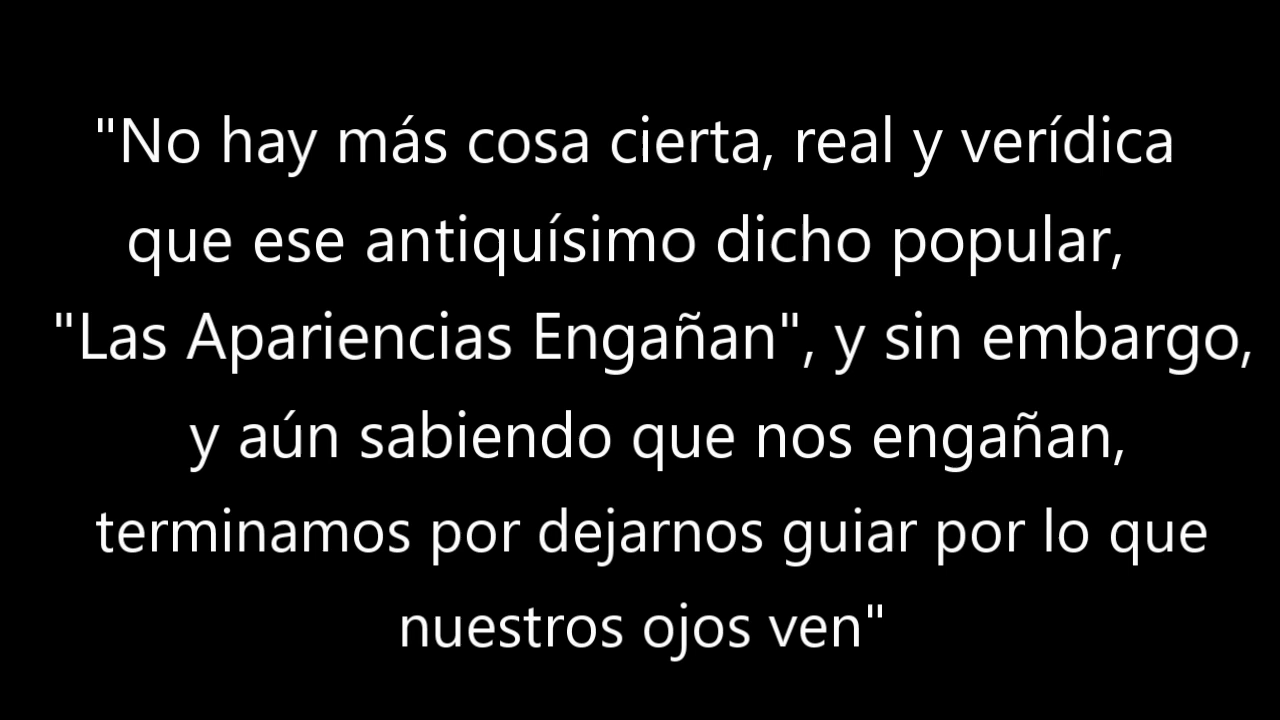 "No hay más cosa cierta, real y verídica
que ese antiquísimo dicho popular,
"Las Apariencias Engañan", y sin embargo,
y aún sabiendo que nos engañan,
terminamos por dejarnos guiar por lo que
nuestros ojos ven"